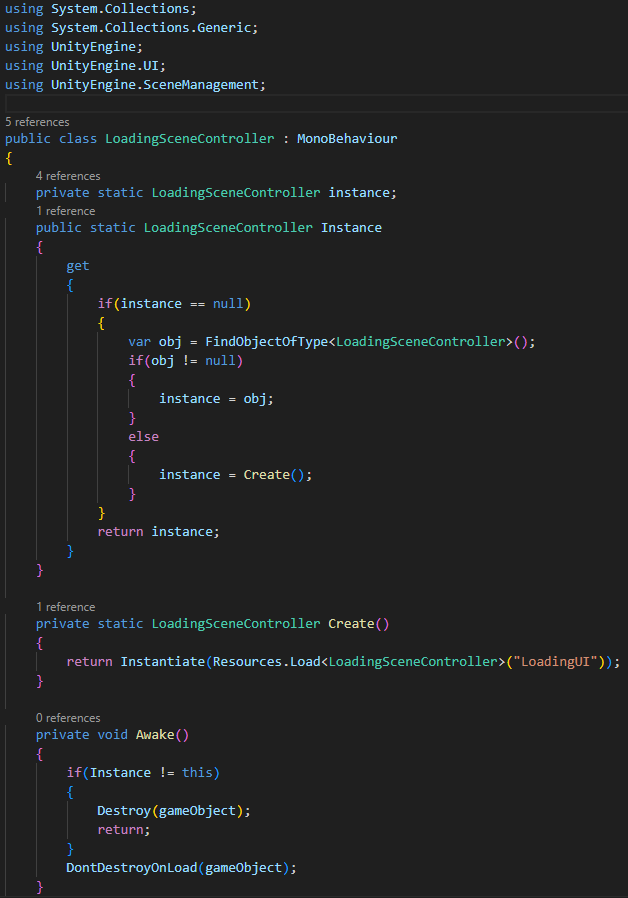 using System.Collections;
using System.Collections.Generic;
using UnityEngine;
using UnityEngine.UI;
using UnityEngine.SceneManagement;
5 references
public class LoadingSceneController : MonoBehaviour
{
4 references
private static LoadingSceneController instance;
1 reference
public static LoadingSceneController Instance
{
get
{
if(instance == null)
{
var obj = FindObjectOfType<LoadingSceneController>();
if(obj != null)
{
instance = obj;
}
else
{
instance = Create();
}
}
return instance;
}
}
1 reference
private static LoadingSceneController Create()
{
return Instantiate(Resources.Load<LoadingSceneController>("LoadingUI"));
}
0 references
private void Awake()
{
if(Instance != this)
{
Destroy(gameObject);
return;
}
DontDestroyOnLoad(gameObject);
}